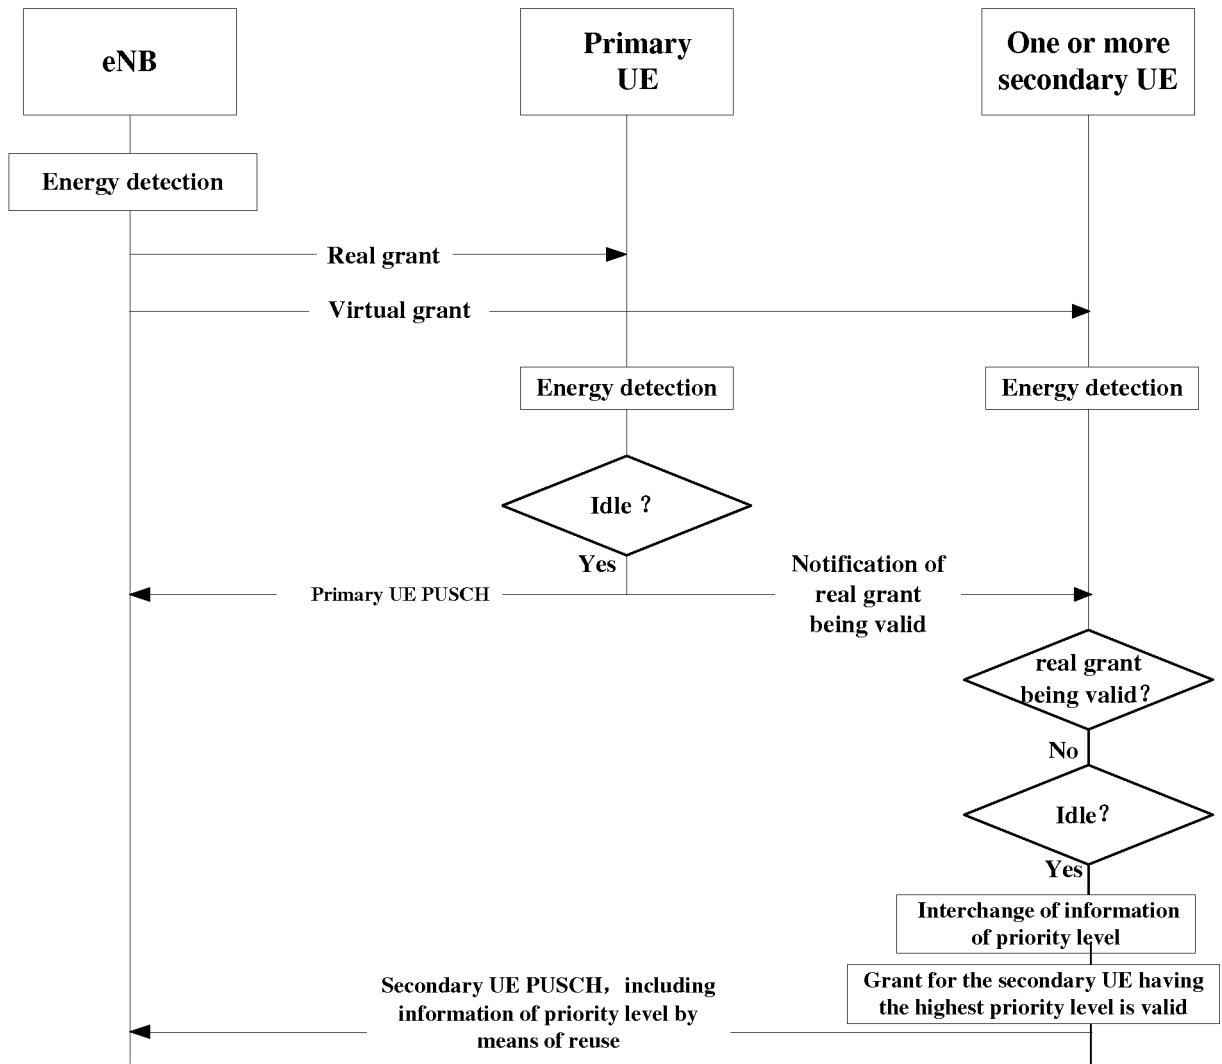 eNB
Primary
UE
One or more
secondary UE
Energy detection
Real grant
Virtual grant
Energy detection
Energy detection
Idle ?
Yes
Primary UE PUSCH
Notification of
real grant
being valid
real grant
being valid?
No
Idle?
Yes
Interchange of information
of priority level
Grant for the secondary UE having
the highest priority level is valid
Secondary UE PUSCH, including
information of priority level by
means of reuse